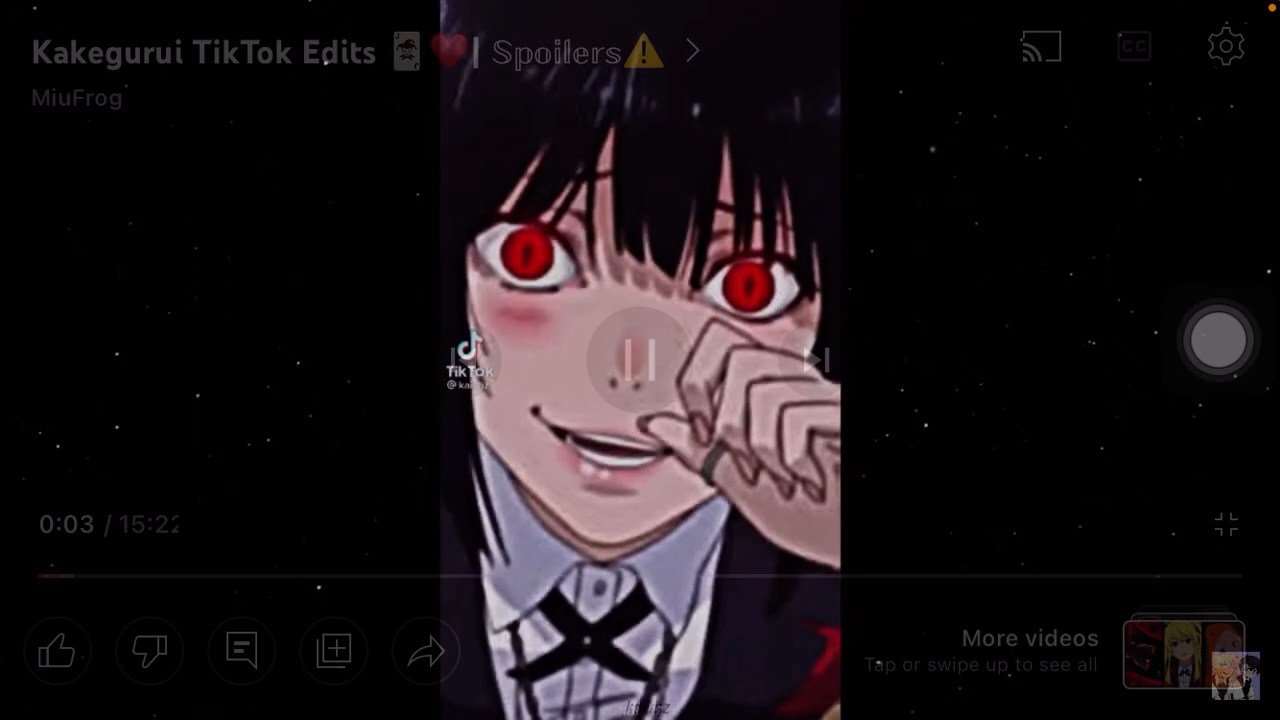 Kakegurui TikTok Edits 🃏❤️| Spoilers⚠️
MiuFrog
CC
TikTok
0:03 / 15:22
More videos
Tap or swipe up to see all